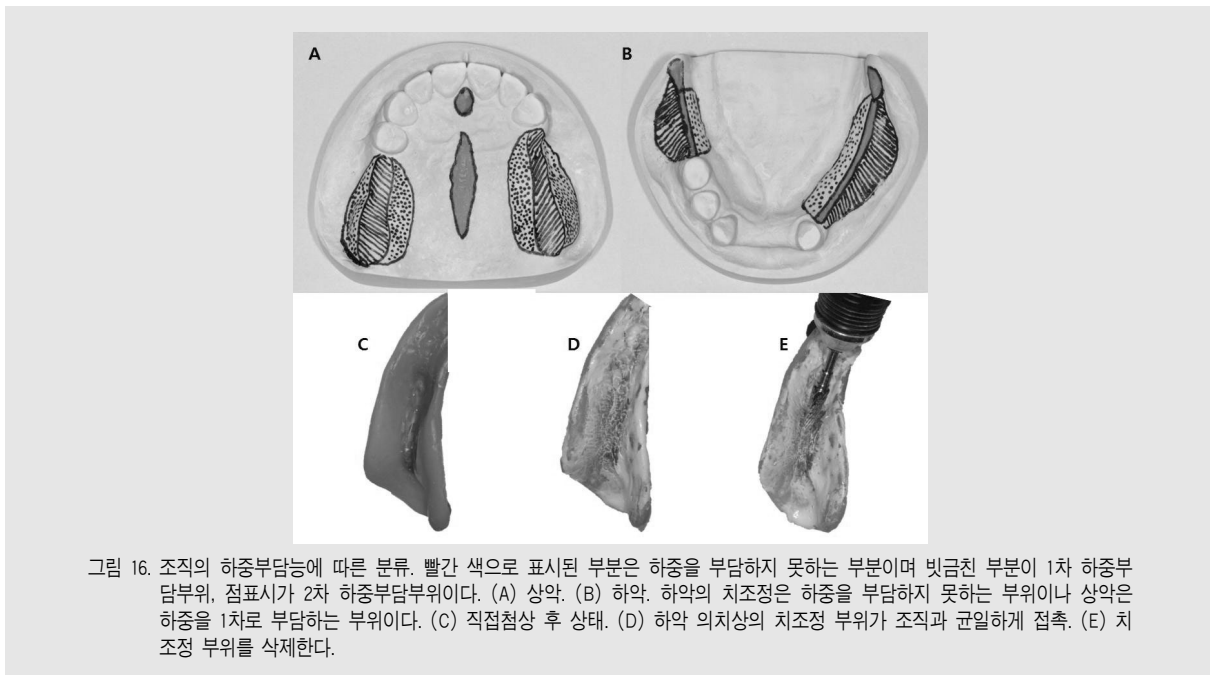 A
B
C
D
E
그림 16. 조직의 하중부담능에 따른 분류. 빨간 색으로 표시된 부분은 하중을 부담하지 못하는 부분이며 빗금친 부분이 1차 하중부
담부위, 점표시가 2차 하중부담부위이다. (A) 상악. (B) 하악. 하악의 치조정은 하중을 부담하지 못하는 부위이나 상악은
하중을 1차로 부담하는 부위이다. (C) 직접첨상 후 상태. (D) 하악 의치상의 치조정 부위가 조직과 균일하게 접촉. (E) 치
조정 부위를 삭제한다.